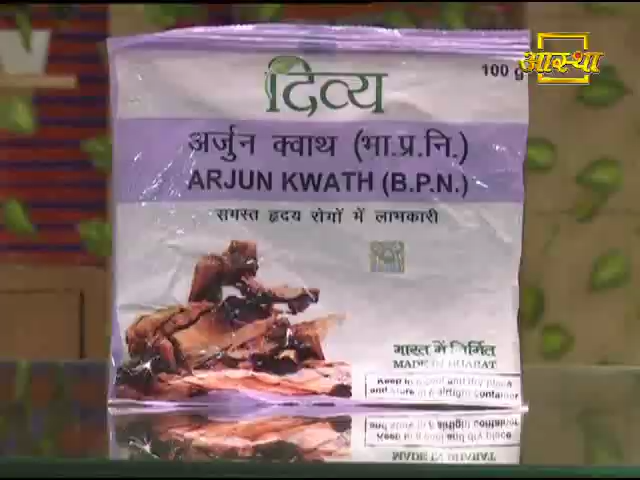 आस्था
दिव्य
100 g
अर्जुन क्वाथ (भा.प्र.नि.)
ARJUN KWATH (B.P.N.)
समस्त हृदय रोगों में लाभकारी
भारत में निर्मित
MADE IN BHARAT
Keep in a cool and dry place
and store in a airtight container